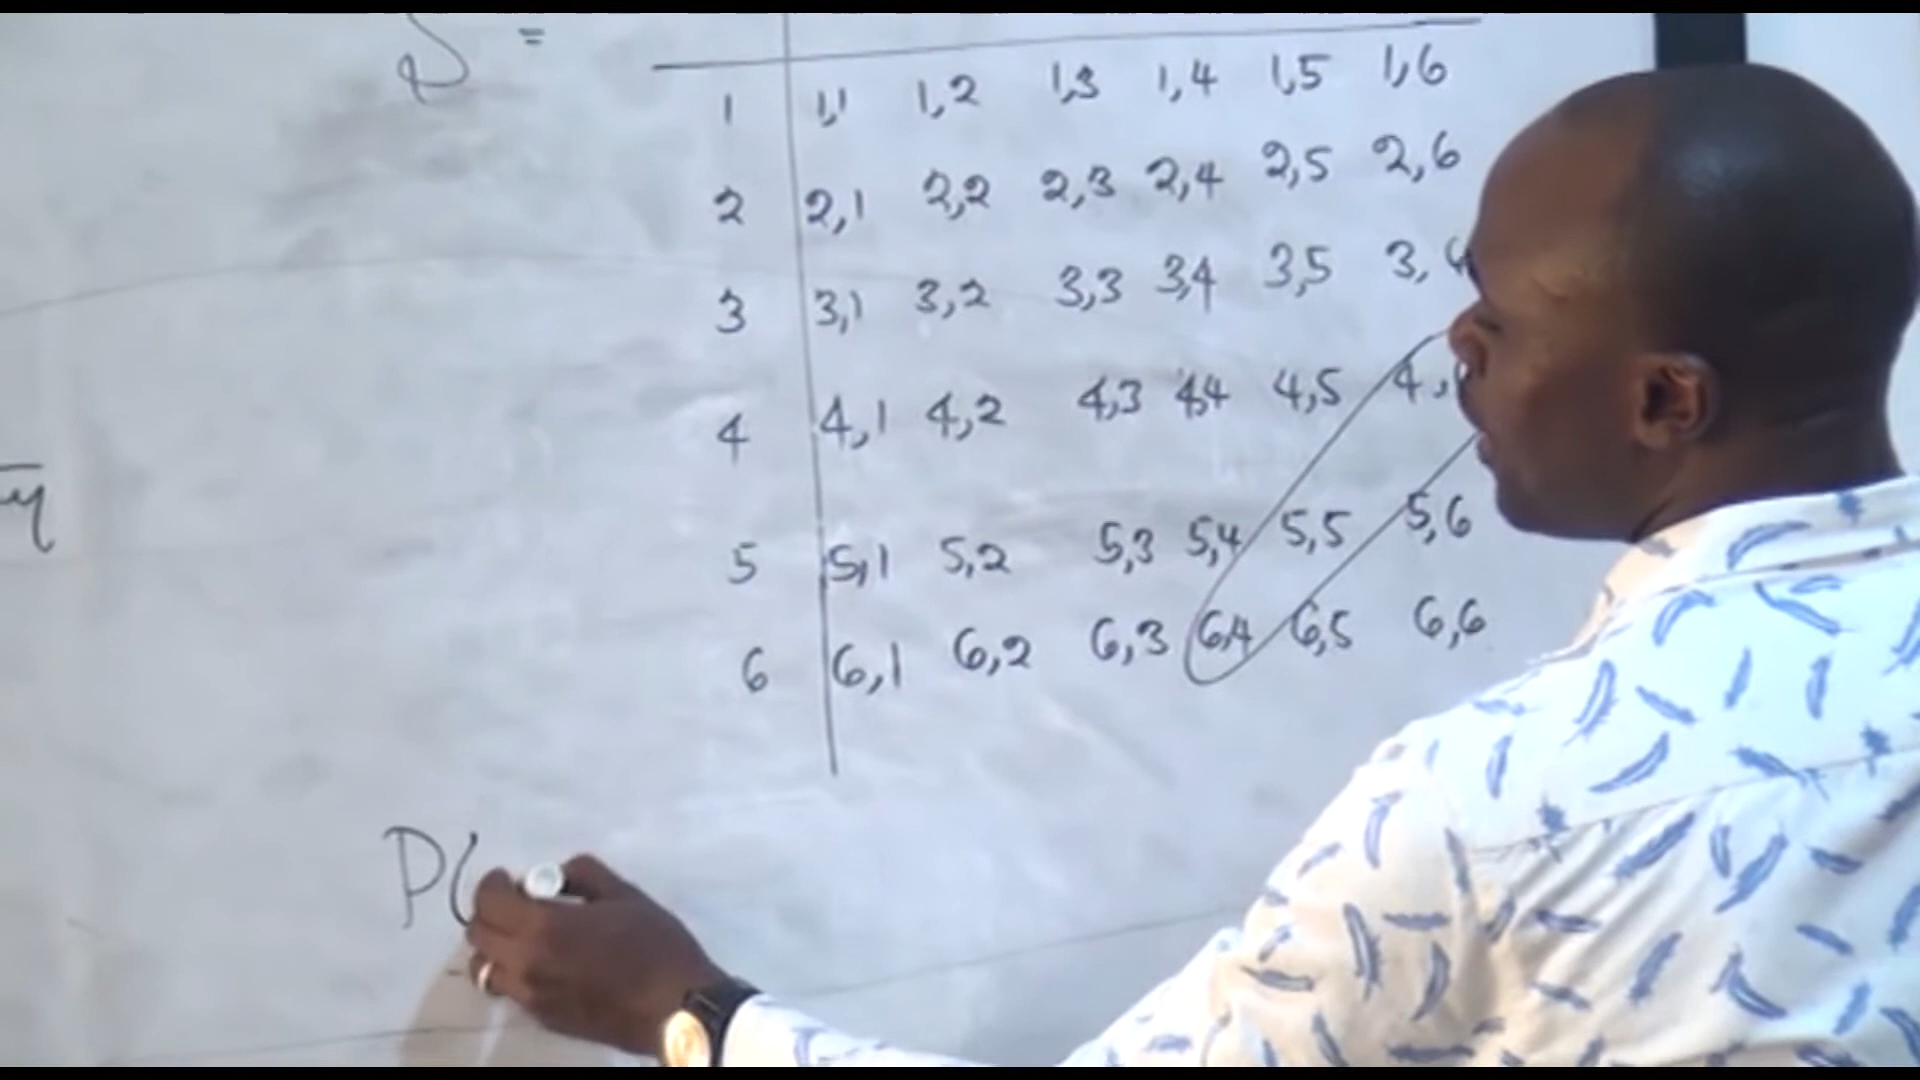 S =
1 1,1 1,2 1,3 1,4 1,5 1,6
2 2,1 2,2 2,3 2,4 2,5 2,6
3 3,1 3,2 3,3 3,4 3,5 3,
4 4,1 4,2 4,3 4,4 4,5 4,
5 5,1 5,2 5,3 5,4 5,5 5,6
6 6,1 6,2 6,3 6,4 6,5 6,6
P(